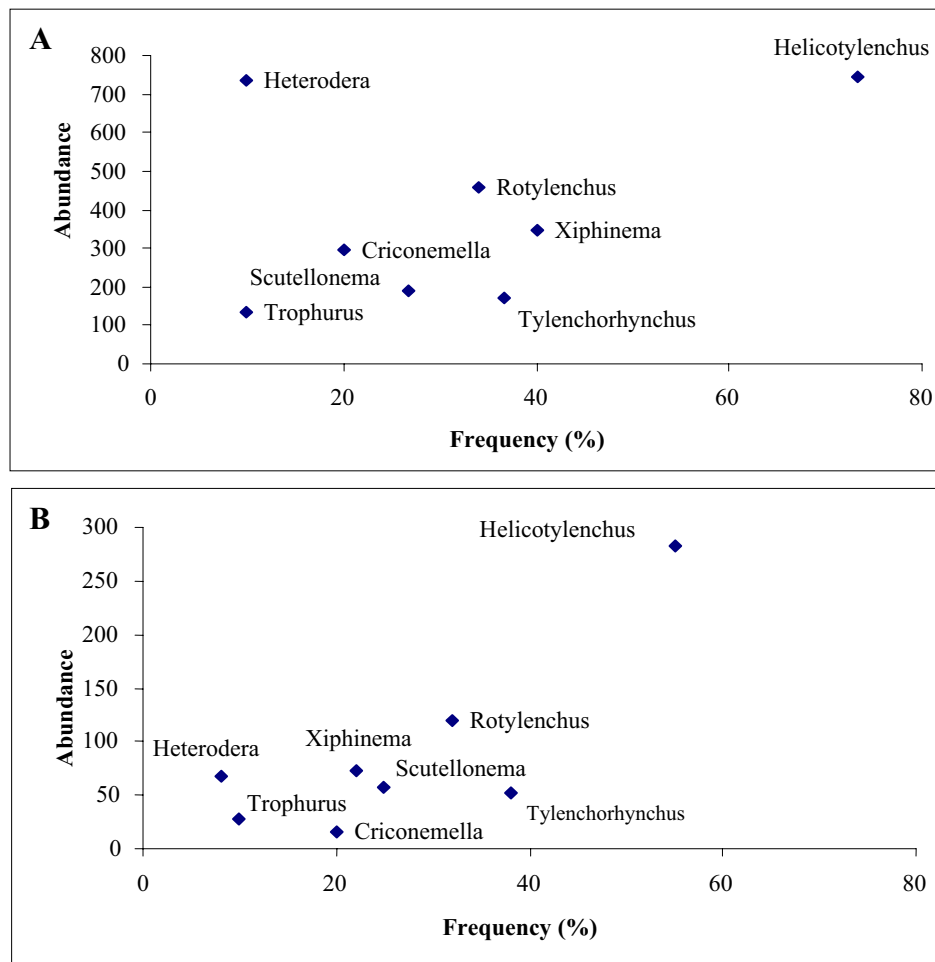 A
Abundance
800
700
600
500
400
300
200
100
0
Helicotylenchus
Heterodera
Rotylenchus
Xiphinema
Criconemella
Scutellonema
Trophurus
Tylenchorhynchus
0 20 40 60 80
Frequency (%)
B
Abundance
300
250
200
150
100
50
0
Helicotylenchus
Rotylenchus
Xiphinema
Heterodera
Scutellonema
Trophurus
Tylenchorhynchus
Criconemella
0 20 40 60 80
Frequency (%)